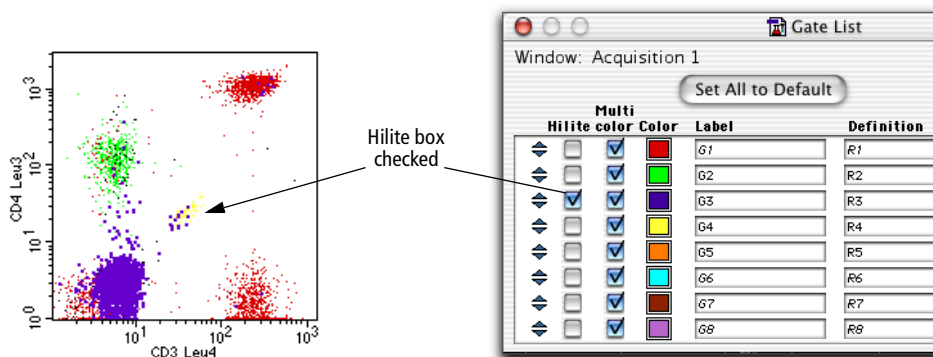 10³
10²
10¹
10⁰
CD4 Leu3
10¹ 10² 10³
CD3 Leu4
Hilite box
checked
Gate List
Window: Acquisition 1
Set All to Default
Multi
Hilite color Color Label Definition
G1 R1
G2 R2
G3 R3
G4 R4
G5 R5
G6 R6
G7 R7
G8 R8